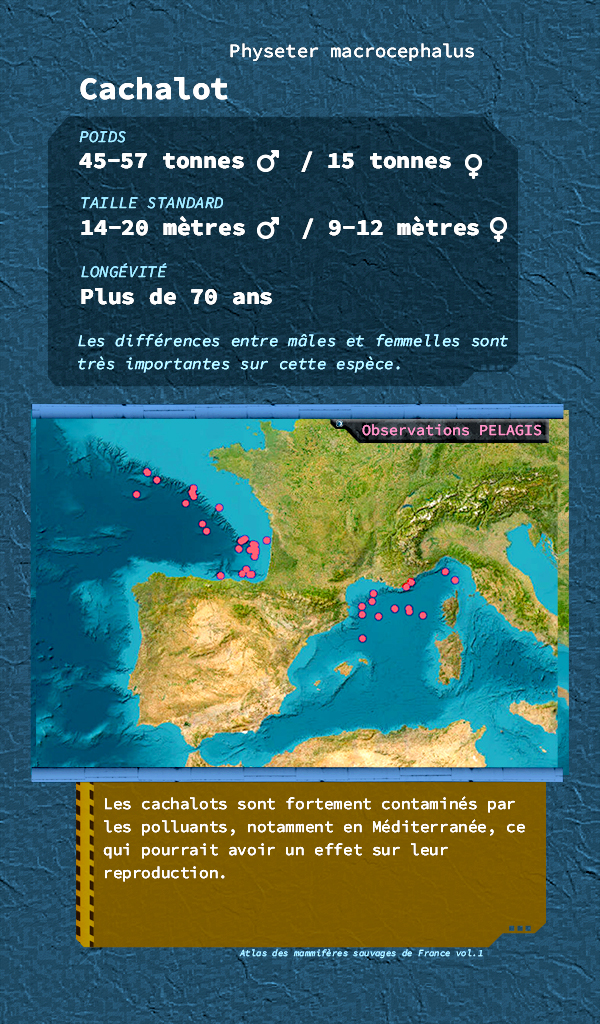 Physeter macrocephalus
Cachalot
POIDS
45-57 tonnes ♂ / 15 tonnes ♀
TAILLE STANDARD
14-20 mètres ♂ / 9-12 mètres ♀
LONGÉVITÉ
Plus de 70 ans
Les différences entre mâles et femmelles sont
très importantes sur cette espèce.
Observations PELAGIS
Les cachalots sont fortement contaminés par
les polluants, notamment en Méditerranée, ce
qui pourrait avoir un effet sur leur
reproduction.
Atlas des mammifères sauvages de France vol.1